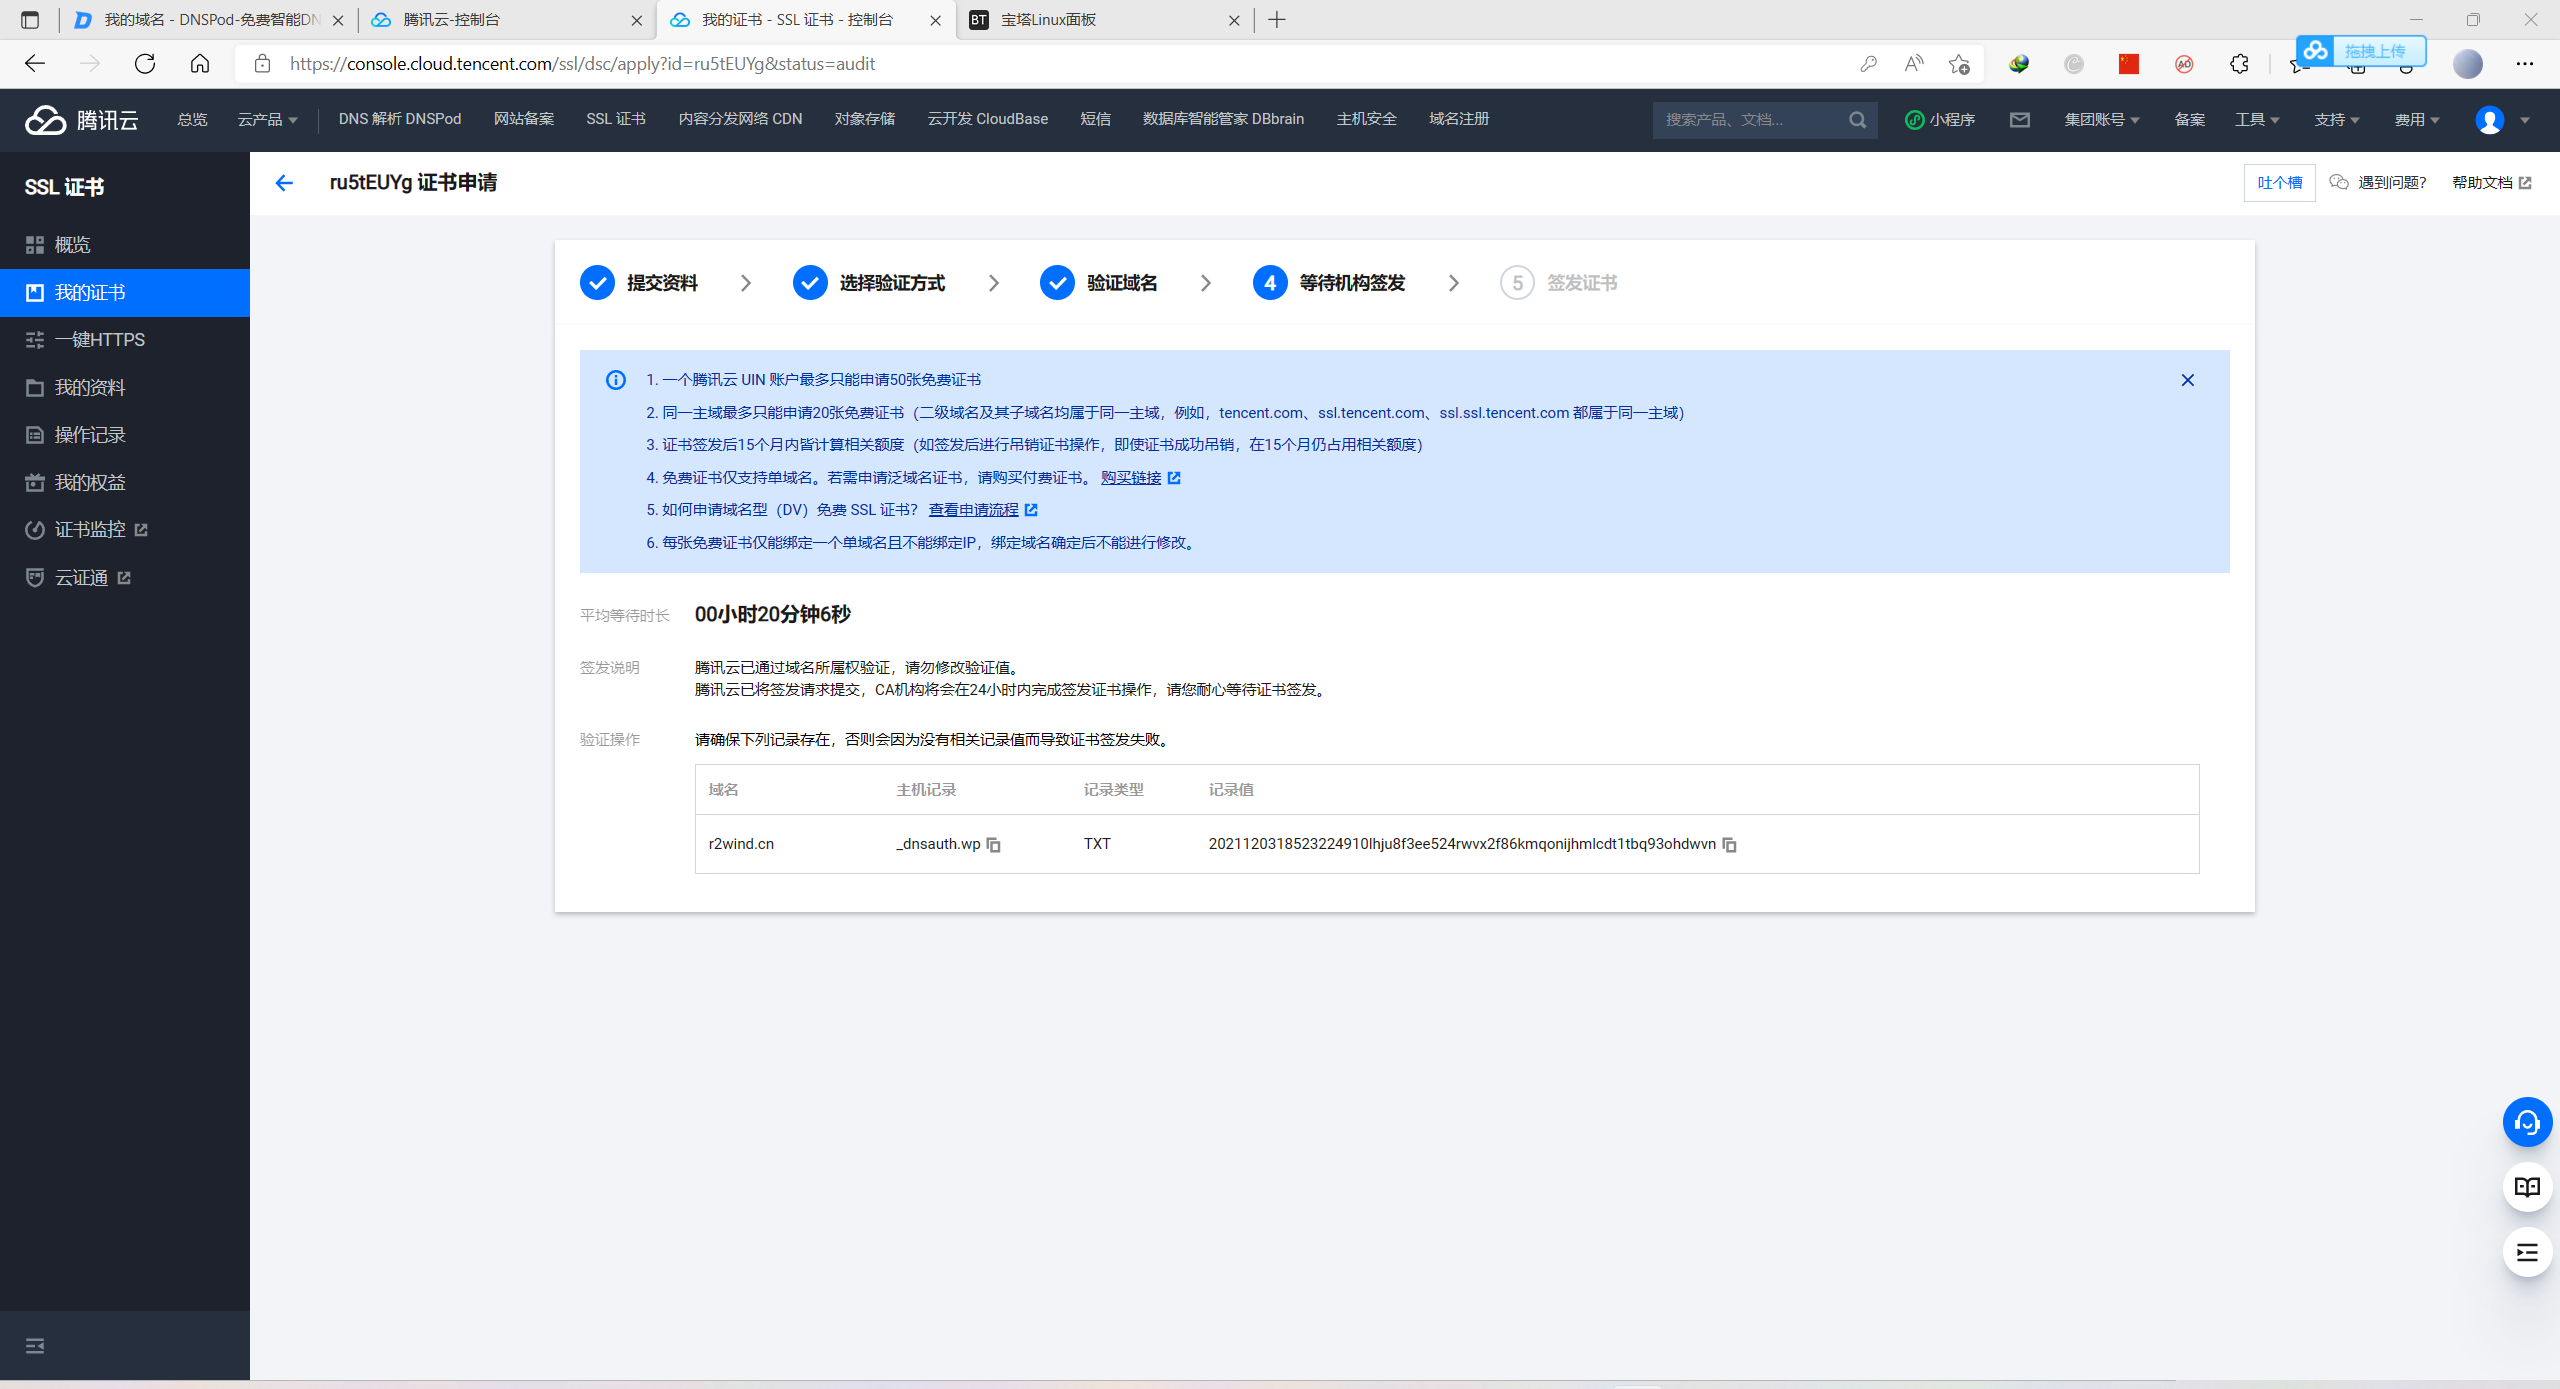 我的域名 - DNSPod-免费智能DN
腾讯云-控制台
我的证书 - SSL 证书 - 控制台
BT 宝塔Linux面板
https://console.cloud.tencent.com/ssl/dsc/apply?id=ru5tEUYg&status=audit
拖拽上传
腾讯云
总览
云产品
DNS 解析 DNSPod
网站备案
SSL 证书
内容分发网络 CDN
对象存储
云开发 CloudBase
短信
数据库智能管家 DBbrain
主机安全
域名注册
搜索产品、文档...
小程序
集团账号
备案
工具
支持
费用
SSL 证书
概览
我的证书
一键HTTPS
我的资料
操作记录
我的权益
证书监控
云证通
ru5tEUYg 证书申请
吐个槽
遇到问题?
帮助文档
提交资料
选择验证方式
验证域名
4 等待机构签发
5 签发证书
1. 一个腾讯云 UIN 账户最多只能申请50张免费证书
2. 同一主域最多只能申请20张免费证书（二级域名及其子域名均属于同一主域，例如，tencent.com、ssl.tencent.com、ssl.ssl.tencent.com 都属于同一主域）
3. 证书签发后15个月内皆计算相关额度（如签发后进行吊销证书操作，即使证书成功吊销，在15个月仍占用相关额度）
4. 免费证书仅支持单域名。若需申请泛域名证书，请购买付费证书。 购买链接
5. 如何申请域名型（DV）免费 SSL 证书？ 查看申请流程
6. 每张免费证书仅能绑定一个单域名且不能绑定IP，绑定域名确定后不能进行修改。
平均等待时长 00小时20分钟6秒
签发说明 腾讯云已通过域名所属权验证，请勿修改验证值。
腾讯云已将签发请求提交，CA机构将会在24小时内完成签发证书操作，请您耐心等待证书签发。
验证操作 请确保下列记录存在，否则会因为没有相关记录值而导致证书签发失败。
域名 主机记录 记录类型 记录值
r2wind.cn _dnsauth.wp TXT 2021120318523224910lhju8f3ee524rwvx2f86kmqonijhmlcdt1tbq93ohdwvn